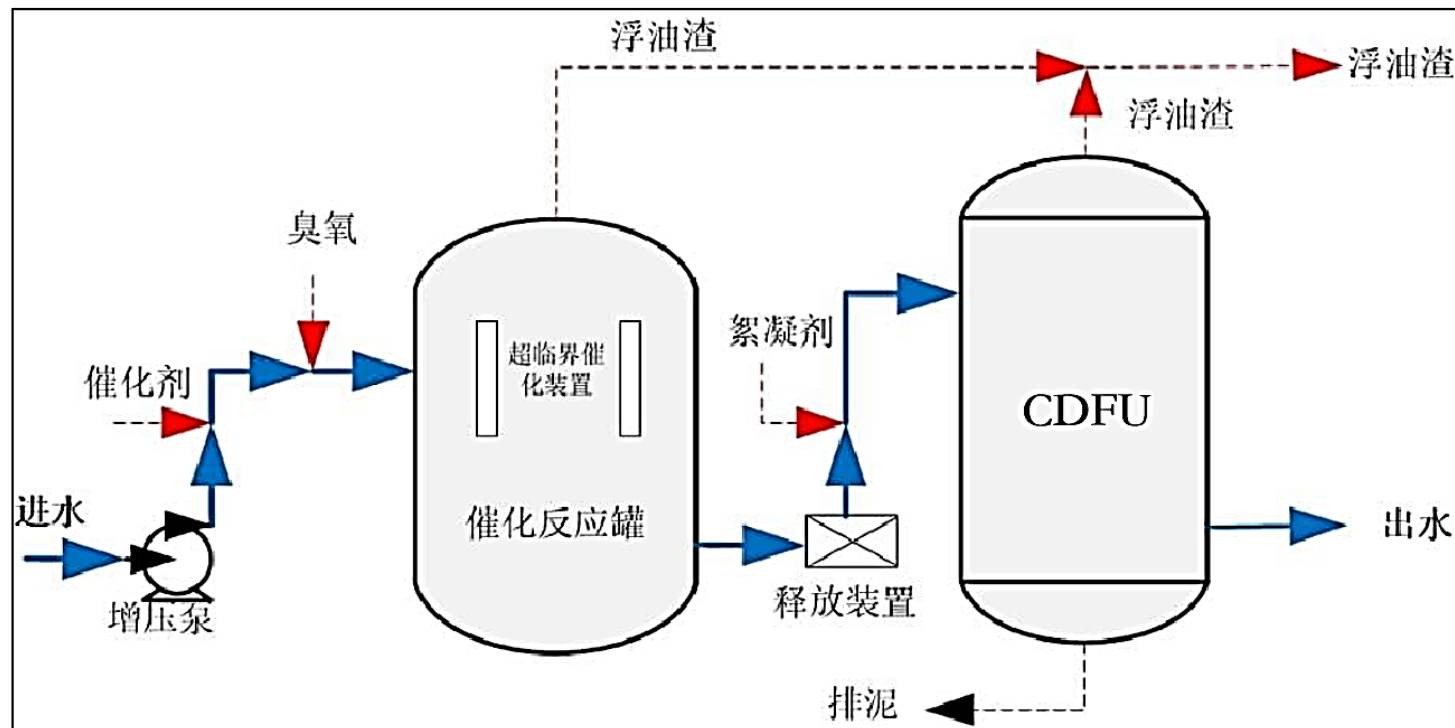 浮油渣
浮油渣
浮油渣
臭氧
催化剂
超临界催
化装置
絮凝剂
CDFU
进水
催化反应罐
出水
增压泵
释放装置
排泥